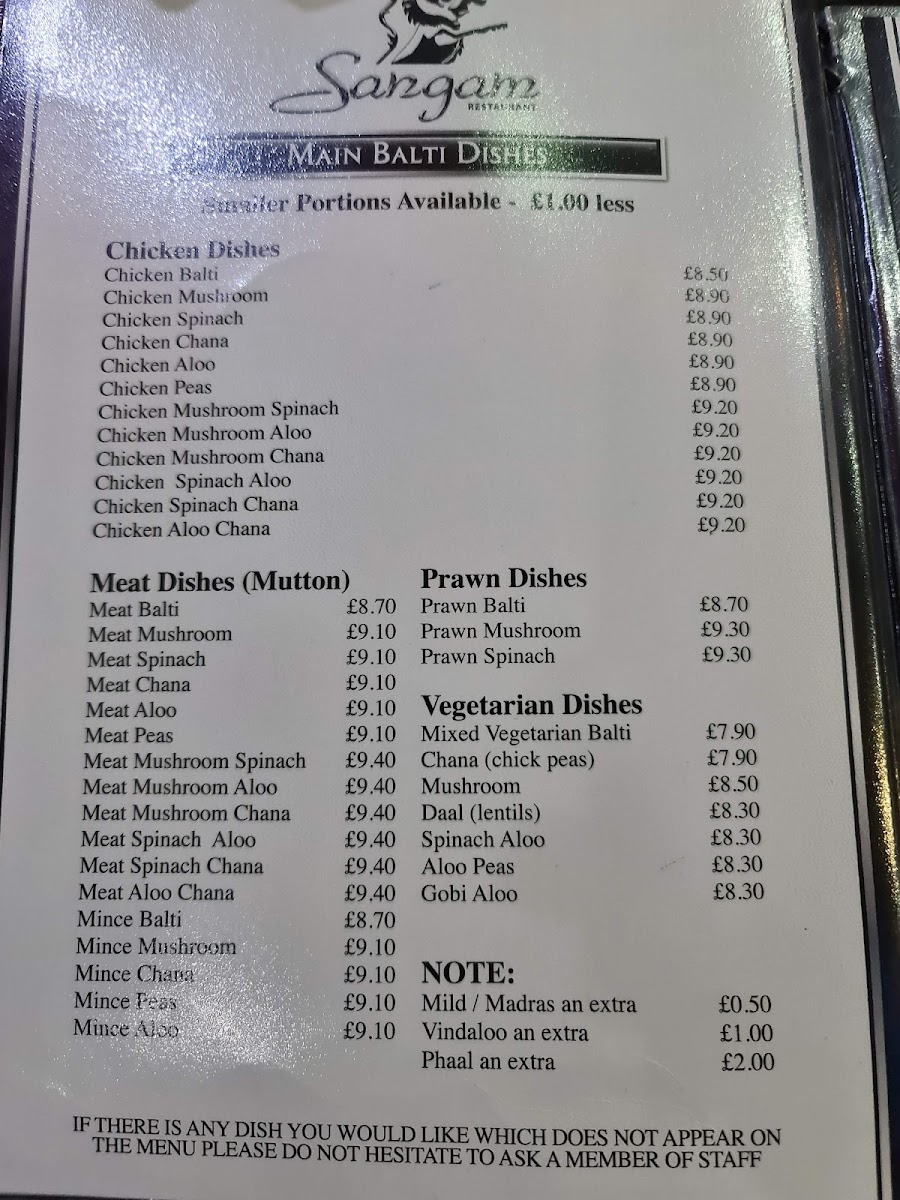 Sangam
RESTAURANT
MAIN BALTI DISHES
Smaller Portions Available - £1.00 less
Chicken Dishes
Chicken Balti £8.50
Chicken Mushroom £8.90
Chicken Spinach £8.90
Chicken Chana £8.90
Chicken Aloo £8.90
Chicken Peas £8.90
Chicken Mushroom Spinach £9.20
Chicken Mushroom Aloo £9.20
Chicken Mushroom Chana £9.20
Chicken Spinach Aloo £9.20
Chicken Spinach Chana £9.20
Chicken Aloo Chana £9.20
Meat Dishes (Mutton)
Meat Balti £8.70
Meat Mushroom £9.10
Meat Spinach £9.10
Meat Chana £9.10
Meat Aloo £9.10
Meat Peas £9.10
Meat Mushroom Spinach £9.40
Meat Mushroom Aloo £9.40
Meat Mushroom Chana £9.40
Meat Spinach Aloo £9.40
Meat Spinach Chana £9.40
Meat Aloo Chana £9.40
Mince Balti £8.70
Mince Mushroom £9.10
Mince Chana £9.10
Mince Peas £9.10
Mince Aloo £9.10
Prawn Dishes
Prawn Balti £8.70
Prawn Mushroom £9.30
Prawn Spinach £9.30
Vegetarian Dishes
Mixed Vegetarian Balti £7.90
Chana (chick peas) £7.90
Mushroom £8.50
Daal (lentils) £8.30
Spinach Aloo £8.30
Aloo Peas £8.30
Gobi Aloo £8.30
NOTE:
Mild / Madras an extra £0.50
Vindaloo an extra £1.00
Phaal an extra £2.00
IF THERE IS ANY DISH YOU WOULD LIKE WHICH DOES NOT APPEAR ON
THE MENU PLEASE DO NOT HESITATE TO ASK A MEMBER OF STAFF